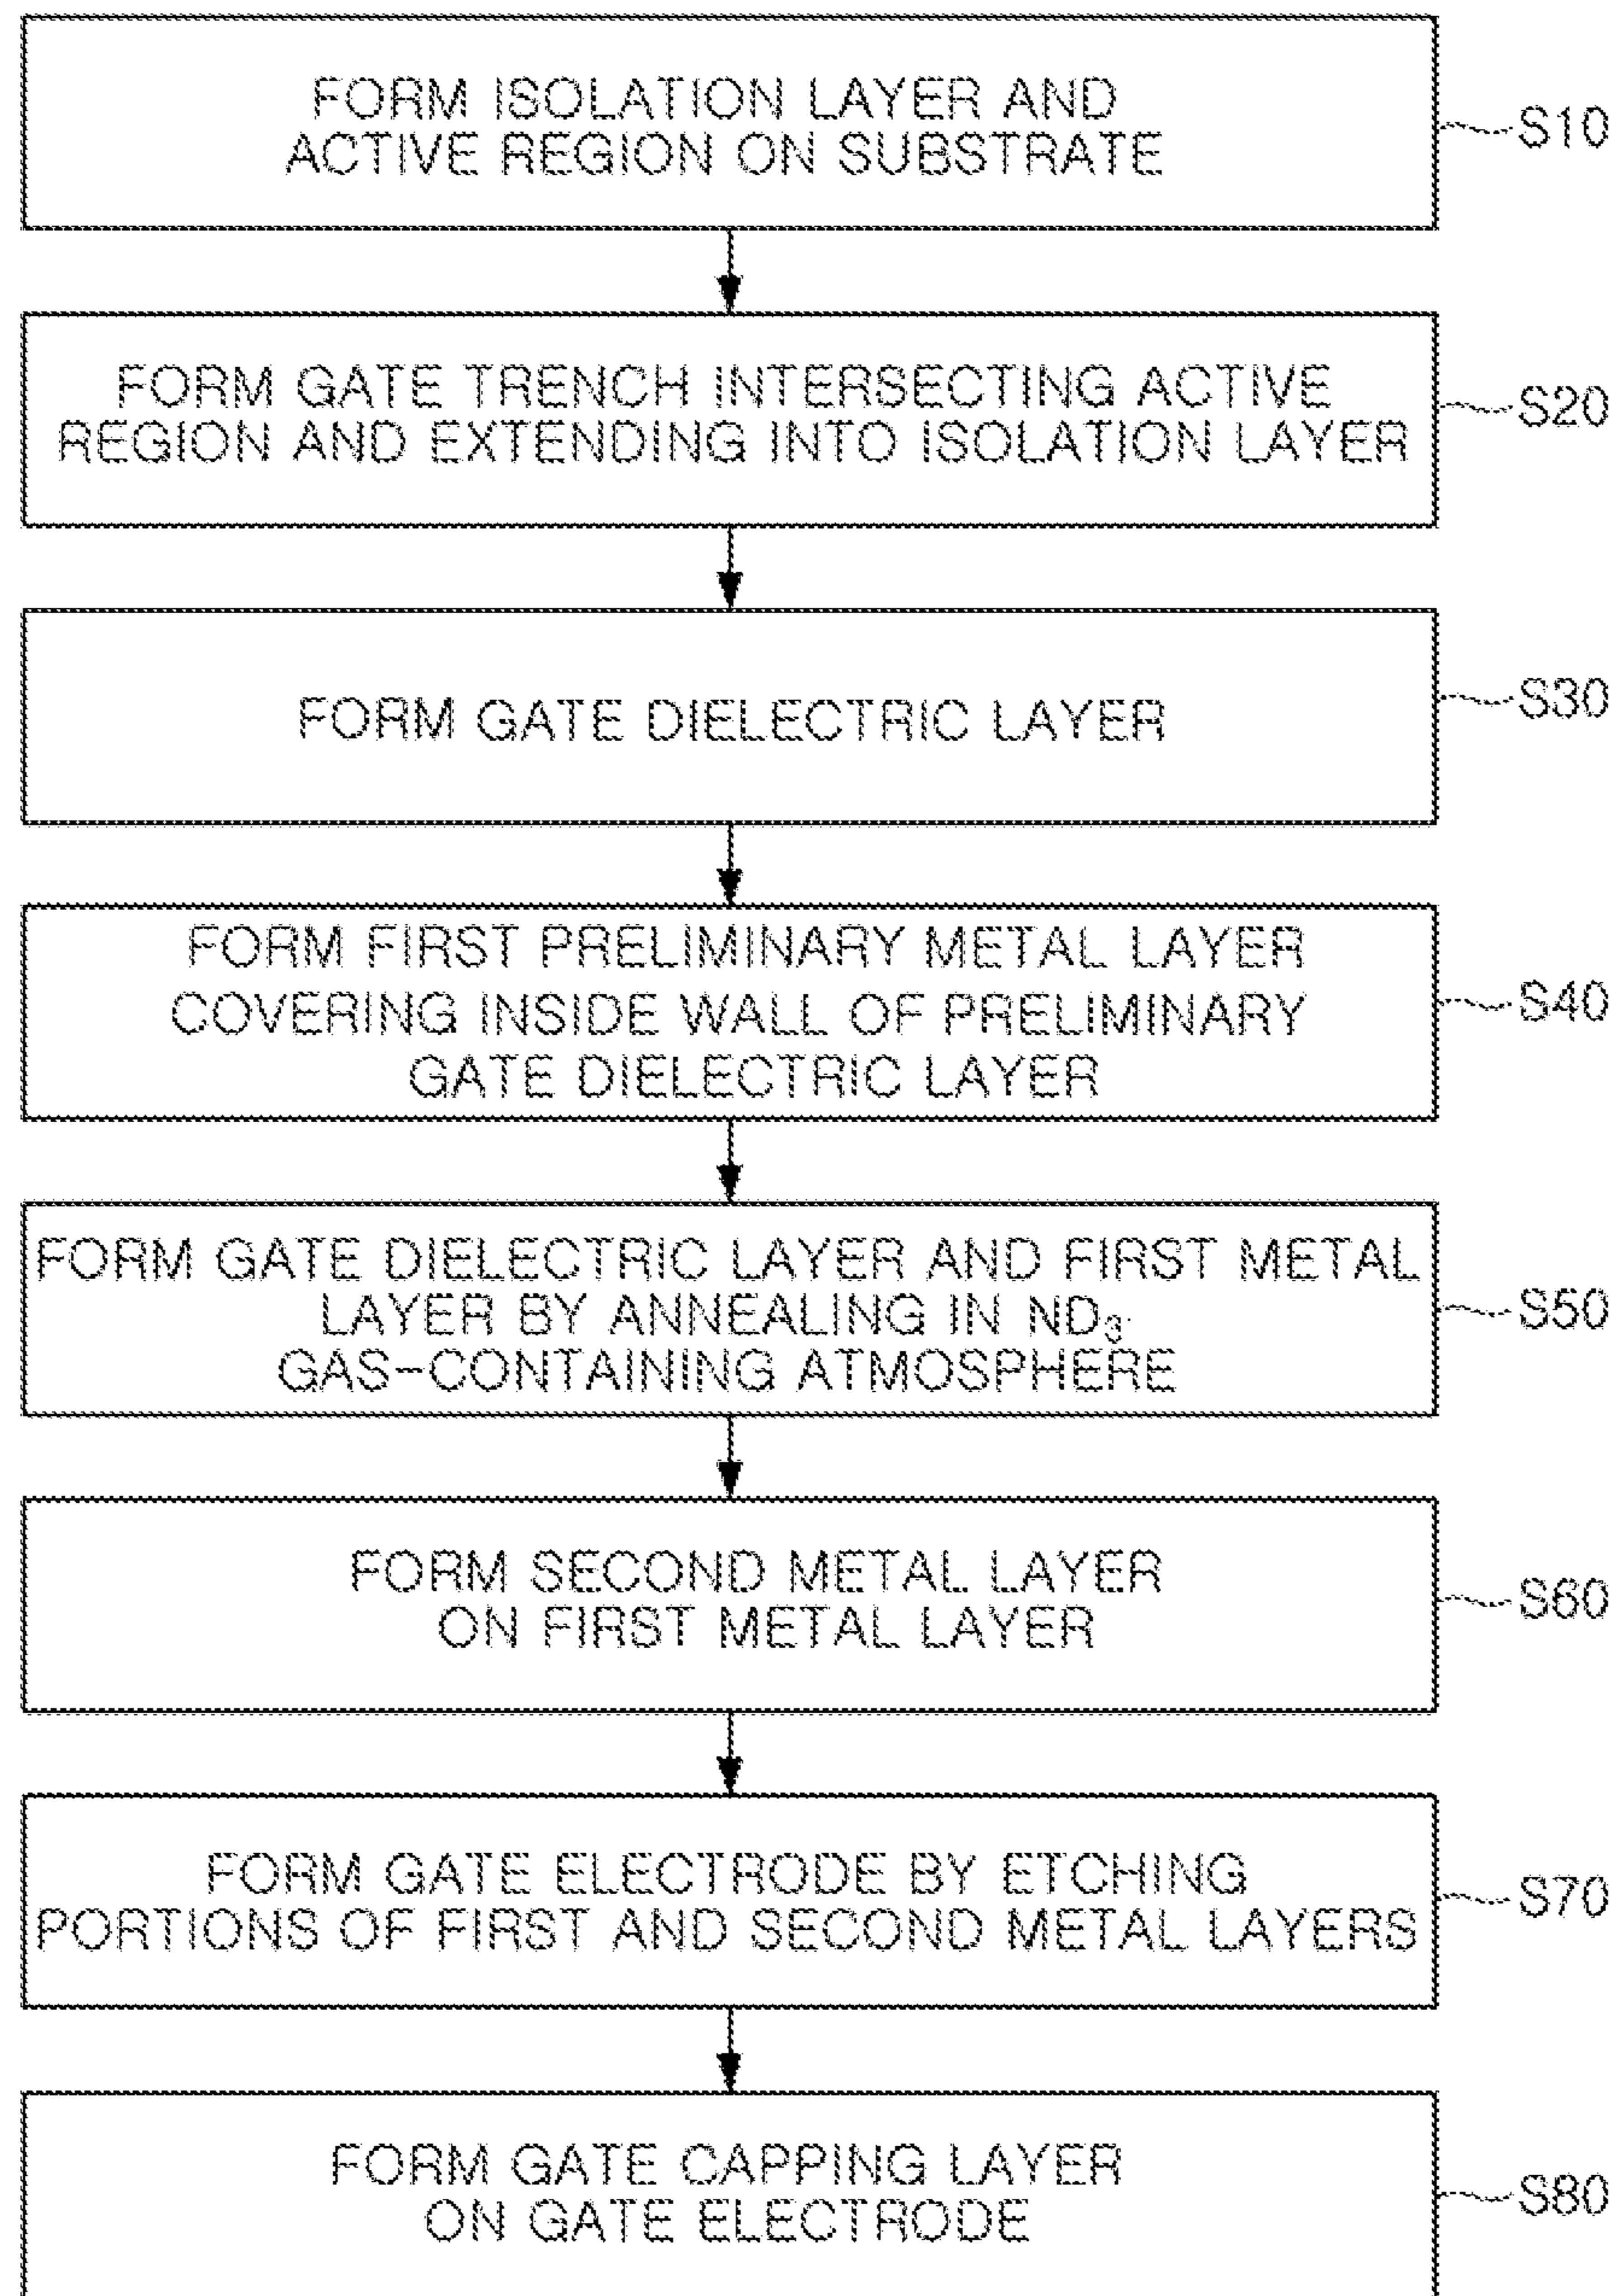 FORM ISOLATION LAYER AND
ACTIVE REGION ON SUBSTRATE
S10
FORM GATE TRENCH INTERSECTING ACTIVE
REGION AND EXTENDING INTO ISOLATION LAYER
S20
FORM GATE DIELECTRIC LAYER
S30
FORM FIRST PRELIMINARY METAL LAYER
COVERING INSIDE WALL OF PRELIMINARY
GATE DIELECTRIC LAYER
S40
FORM GATE DIELECTRIC LAYER AND FIRST METAL
LAYER BY ANNEALING IN ND₃
GAS-CONTAINING ATMOSPHERE
S50
FORM SECOND METAL LAYER
ON FIRST METAL LAYER
S60
FORM GATE ELECTRODE BY ETCHING
PORTIONS OF FIRST AND SECOND METAL LAYERS
S70
FORM GATE CAPPING LAYER
ON GATE ELECTRODE
S80